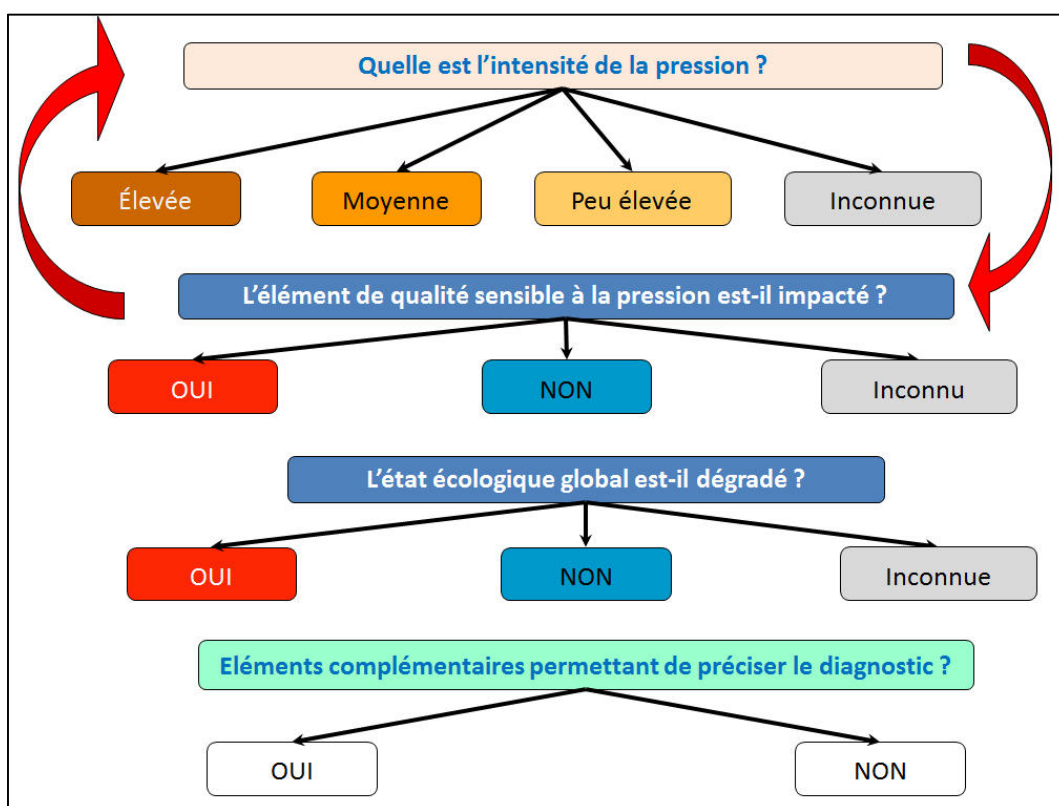 Quelle est l’intensité de la pression ?
Élevée
Moyenne
Peu élevée
Inconnue
L’élément de qualité sensible à la pression est-il impacté ?
OUI
NON
Inconnu
L’état écologique global est-il dégradé ?
OUI
NON
Inconnue
Eléments complémentaires permettant de préciser le diagnostic ?
OUI
NON